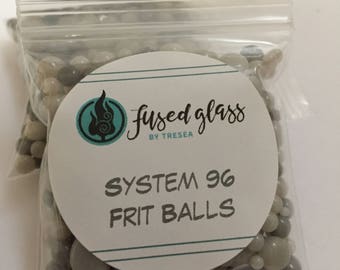 fused glass
BY TRESEA
SYSTEM 96
FRIT BALLS